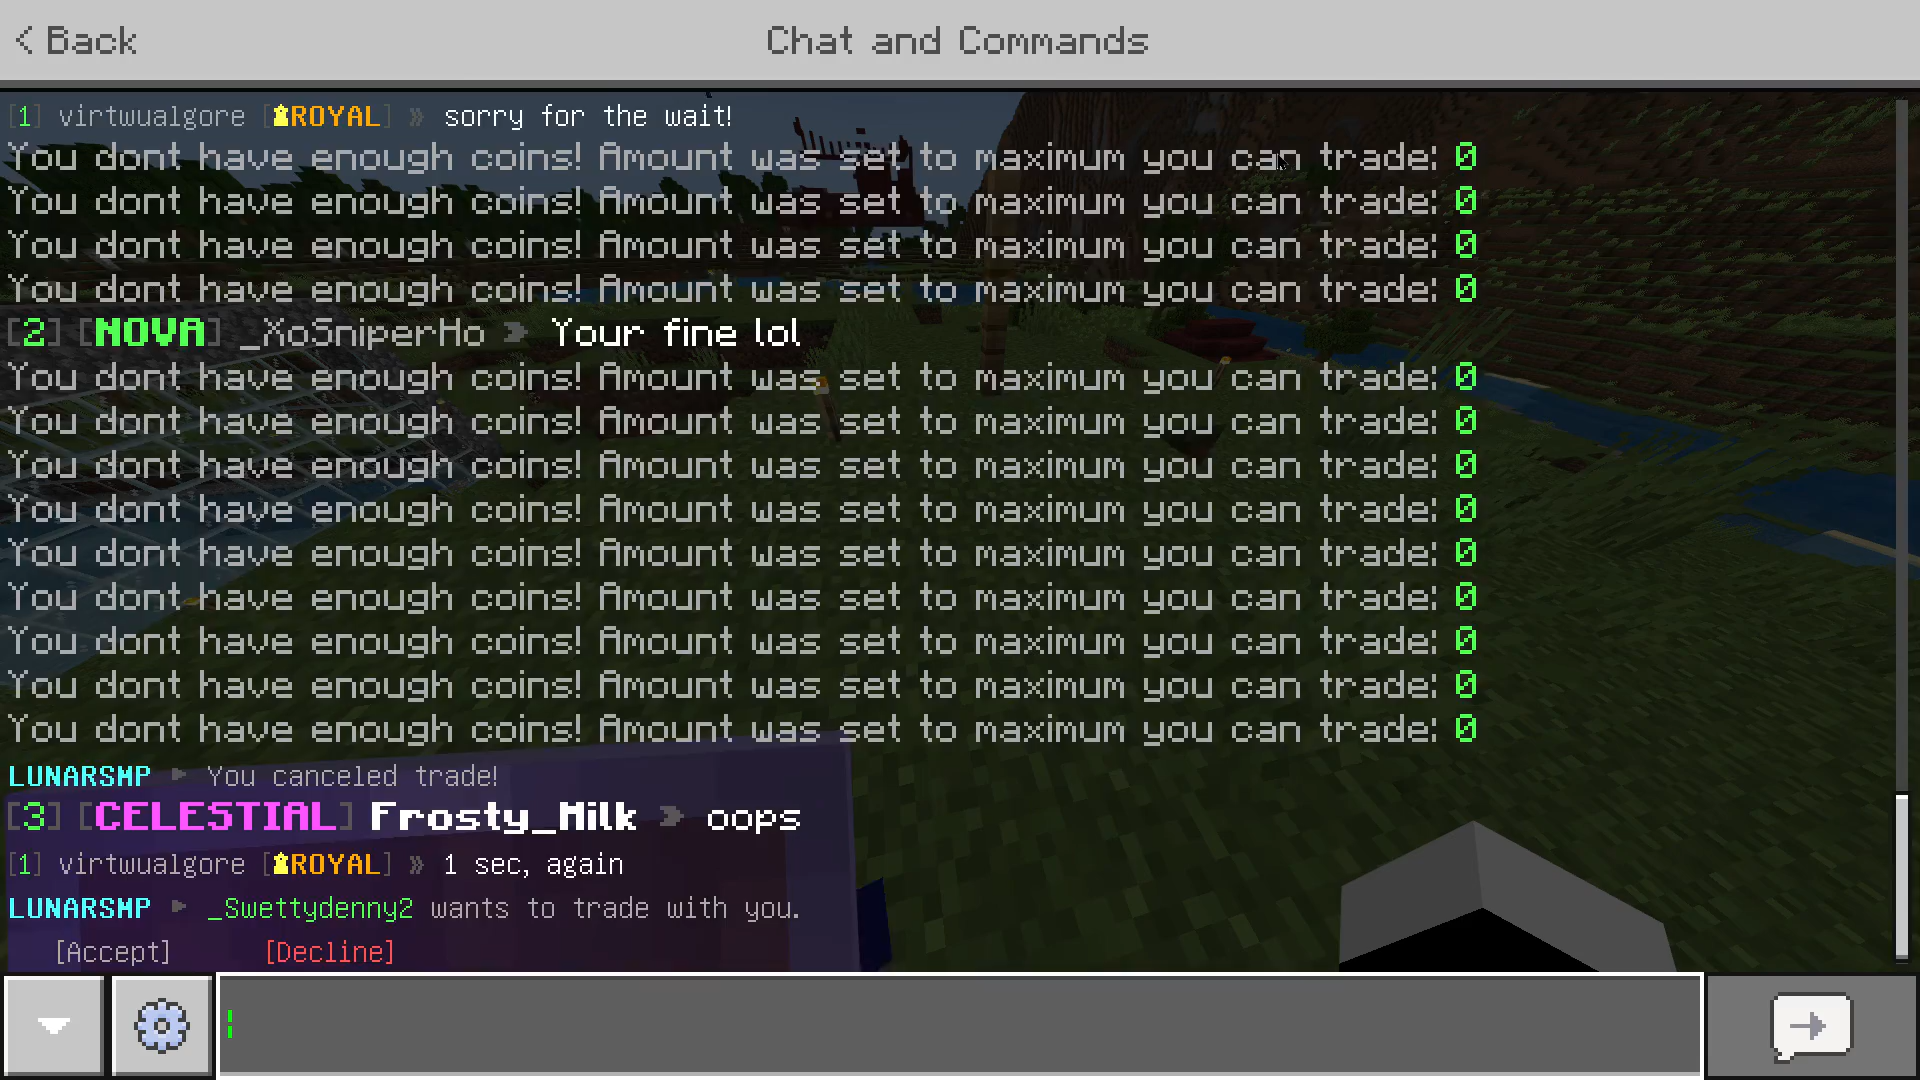 < Back
Chat and Commands
[1] virtwualgore [ROYAL] » sorry for the wait!
You dont have enough coins! Amount was set to maximum you can trade: 0
You dont have enough coins! Amount was set to maximum you can trade: 0
You dont have enough coins! Amount was set to maximum you can trade: 0
You dont have enough coins! Amount was set to maximum you can trade: 0
[2] [NOVA] _XoSniperHo » Your fine lol
You dont have enough coins! Amount was set to maximum you can trade: 0
You dont have enough coins! Amount was set to maximum you can trade: 0
You dont have enough coins! Amount was set to maximum you can trade: 0
You dont have enough coins! Amount was set to maximum you can trade: 0
You dont have enough coins! Amount was set to maximum you can trade: 0
You dont have enough coins! Amount was set to maximum you can trade: 0
You dont have enough coins! Amount was set to maximum you can trade: 0
You dont have enough coins! Amount was set to maximum you can trade: 0
You dont have enough coins! Amount was set to maximum you can trade: 0
LUNARSMP ► You canceled trade!
[3] [CELESTIAL] Frosty_Milk » oops
[1] virtwualgore [ROYAL] » 1 sec, again
LUNARSMP ► _Swettydenny2 wants to trade with you.
[Accept] [Decline]